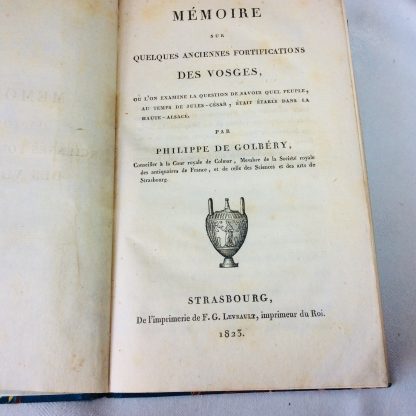 MÉMOIRE
SUR
QUELQUES ANCIENNES FORTIFICATIONS
DES VOSGES,
OÙ L'ON EXAMINE LA QUESTION DE SAVOIR QUEL PEUPLE,
AU TEMPS DE JULES-CÉSAR, ÉTAIT ÉTABLI DANS LA
HAUTE-ALSACE.
PAR
PHILIPPE DE GOLBÉRY,
Conseiller à la Cour royale de Colmar, Membre de la Société royale
des antiquaires de France, et de celle des Sciences et des arts de
Strasbourg.
STRASBOURG,
De l'imprimerie de F. G. LEVRAULT, imprimeur du Roi.
1823.